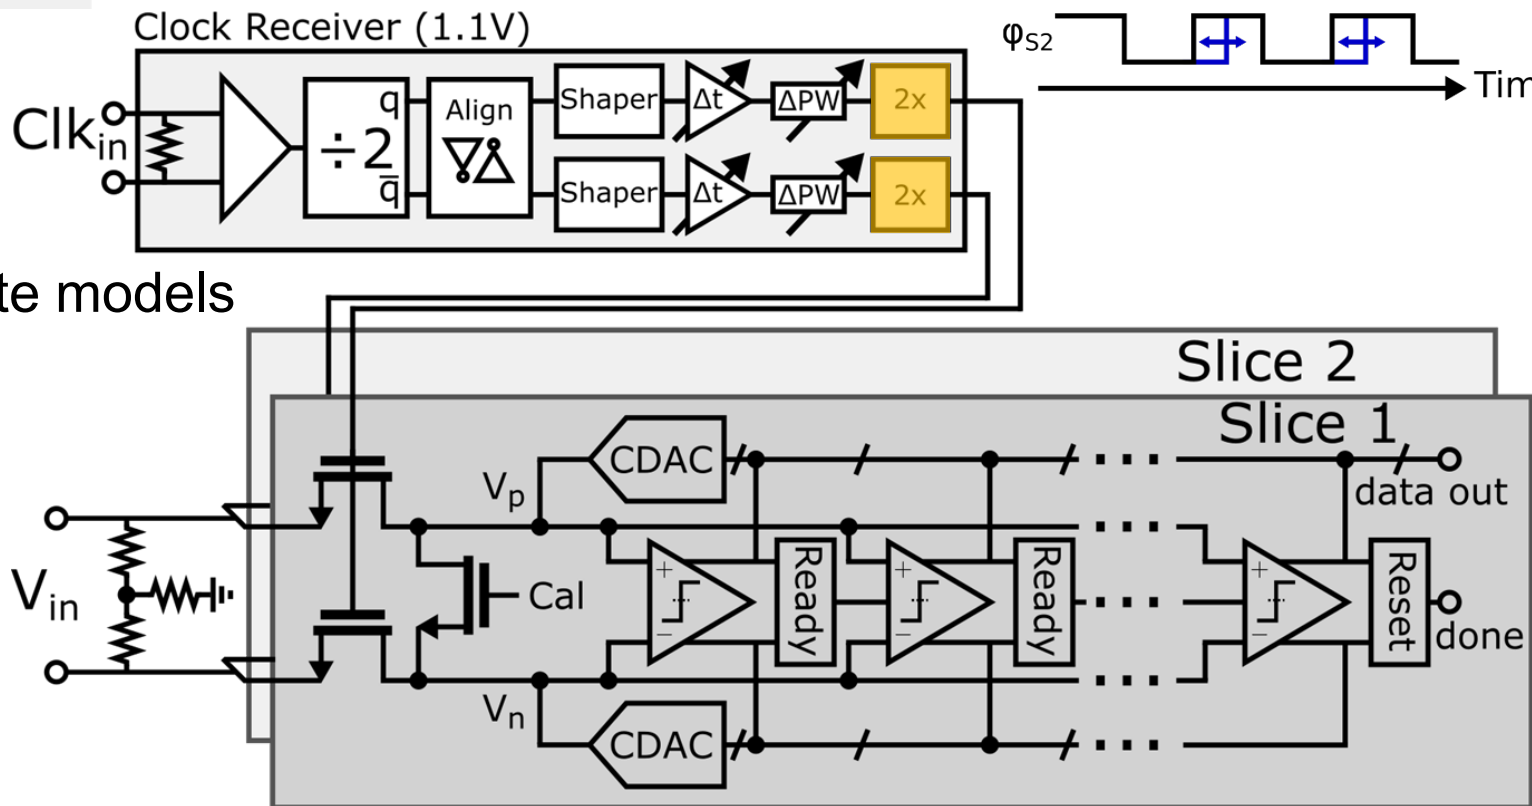 Clock Receiver (1.1V)
φS2
Tim
Clkin
÷2
q
q̅
Align
Shaper
Δt
ΔPW
2x
Shaper
Δt
ΔPW
2x
te models
Slice 2
Slice 1
CDAC
data out
Vp
Vin
Cal
+
−
Ready
+
−
Ready
+
−
Reset
done
Vn
CDAC